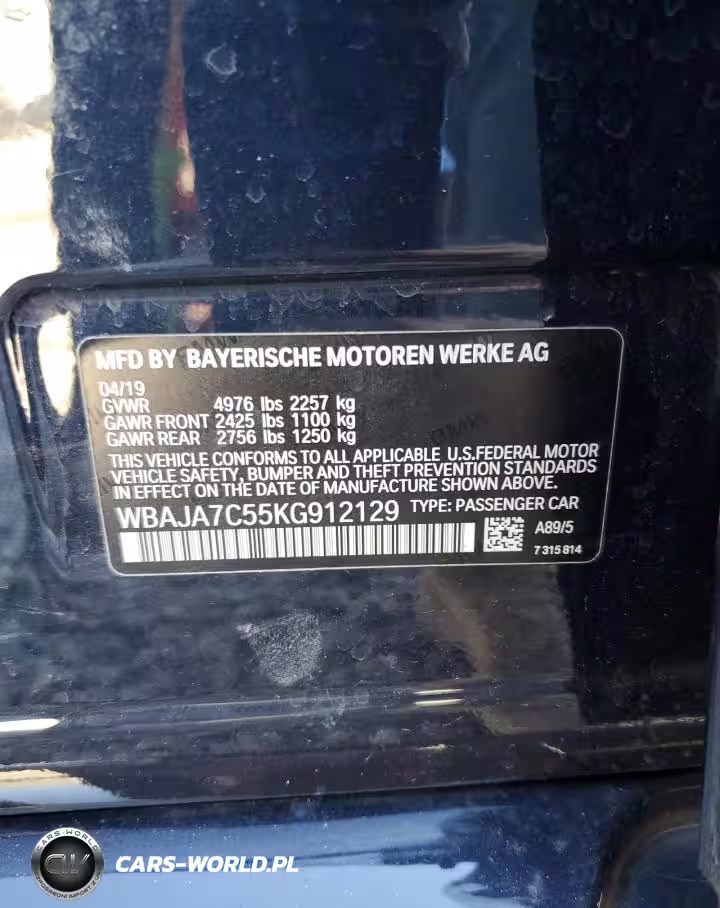 MFD BY BAYERISCHE MOTOREN WERKE AG
04/19
GVWR 4976 lbs 2257 kg
GAWR FRONT 2425 lbs 1100 kg
GAWR REAR 2756 lbs 1250 kg
THIS VEHICLE CONFORMS TO ALL APPLICABLE U.S.FEDERAL MOTOR
VEHICLE SAFETY, BUMPER AND THEFT PREVENTION STANDARDS
IN EFFECT ON THE DATE OF MANUFACTURE SHOWN ABOVE.
WBAJA7C55KG912129 TYPE: PASSENGER CAR
A89/5
7 315 814
CARS-WORLD
CW
CARS-WORLD.PL